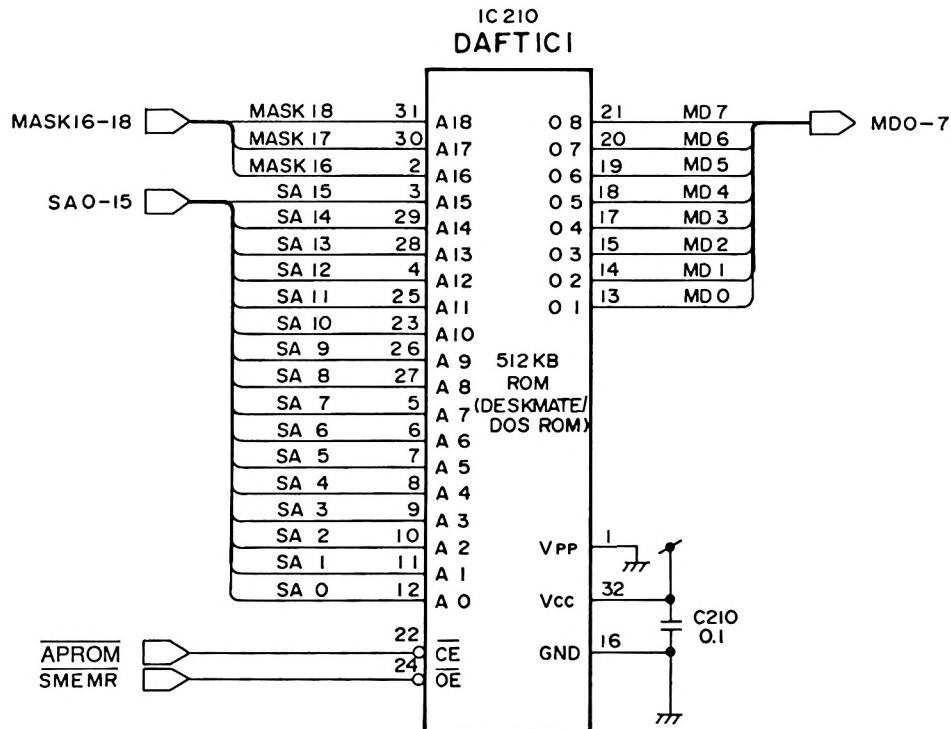 IC210
DAFTIC1
MASK16-18
MASK 18 31 A18 O 8 21 MD 7 MD0-7
MASK 17 30 A17 O 7 20 MD 6
MASK 16 2 A16 O 6 19 MD 5
SA0-15
SA 15 3 A15 O 5 18 MD 4
SA 14 29 A14 O 4 17 MD 3
SA 13 28 A13 O 3 15 MD 2
SA 12 4 A12 O 2 14 MD 1
SA 11 25 A11 O 1 13 MD 0
SA 10 23 A10
SA 9 26 A 9
SA 8 27 A 8
SA 7 5 A 7
SA 6 6 A 6
SA 5 7 A 5
SA 4 8 A 4
SA 3 9 A 3
SA 2 10 A 2
SA 1 11 A 1
SA 0 12 A 0
512KB
ROM
(DESKMATE/
DOS ROM)
VPP 1
Vcc 32
C210
0.1
GND 16
APROM 22 CE
SMEMR 24 OE